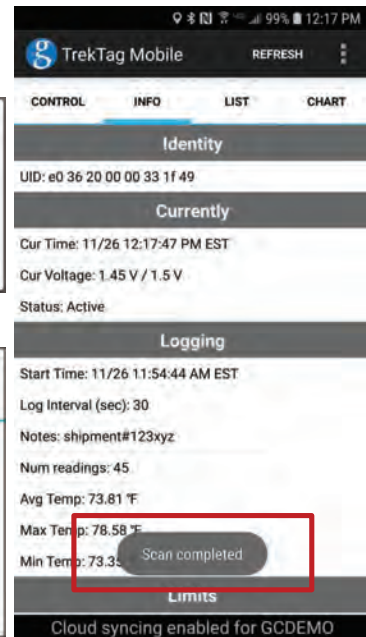 99% 12:17 PM
TrekTag Mobile REFRESH
CONTROL INFO LIST CHART
Identity
UID: e0 36 20 00 00 33 1f 49
Currently
Cur Time: 11/26 12:17:47 PM EST
Cur Voltage: 1.45 V / 1.5 V
Status: Active
Logging
Start Time: 11/26 11:54:44 AM EST
Log Interval (sec): 30
Notes: shipment#123xyz
Num readings: 45
Avg Temp: 73.81 °F
Max Temp: 78.58 °F
Min Temp: 73.3
Scan completed
Limits
Cloud syncing enabled for GCDEMO